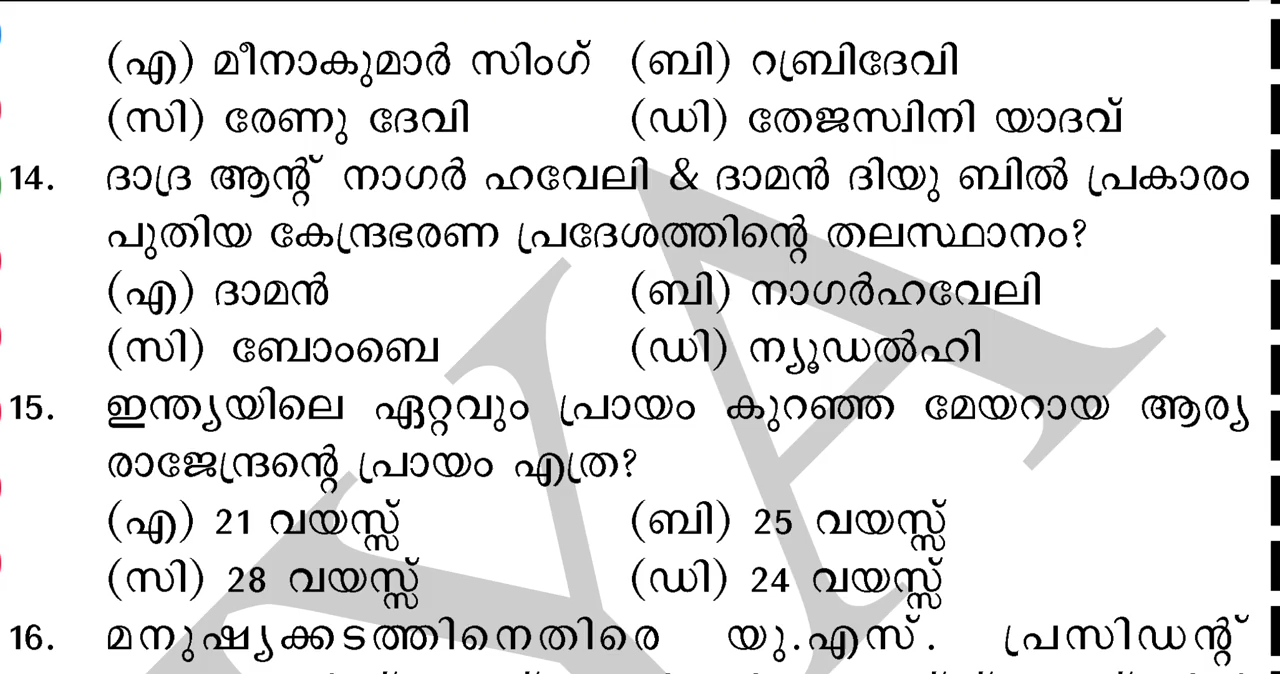 (എ) മീനാകുമാർ സിംഗ് (ബി) റബ്രിദേവി
(സി) രേണു ദേവി (ഡി) തേജസ്വിനി യാദവ്
14. ദാദ്ര ആന്റ് നാഗർ ഹവേലി & ദാമൻ ദിയു ബിൽ പ്രകാരം
പുതിയ കേന്ദ്രഭരണ പ്രദേശത്തിന്റെ തലസ്ഥാനം?
(എ) ദാമൻ (ബി) നാഗർഹവേലി
(സി) ബോംബെ (ഡി) ന്യൂഡൽഹി
15. ഇന്ത്യയിലെ ഏറ്റവും പ്രായം കുറഞ്ഞ മേയറായ ആര്യ
രാജേന്ദ്രന്റെ പ്രായം എത്ര?
(എ) 21 വയസ്സ് (ബി) 25 വയസ്സ്
(സി) 28 വയസ്സ് (ഡി) 24 വയസ്സ്
16. മനുഷ്യക്കടത്തിനെതിരെ യു.എസ്. പ്രസിഡന്റ്